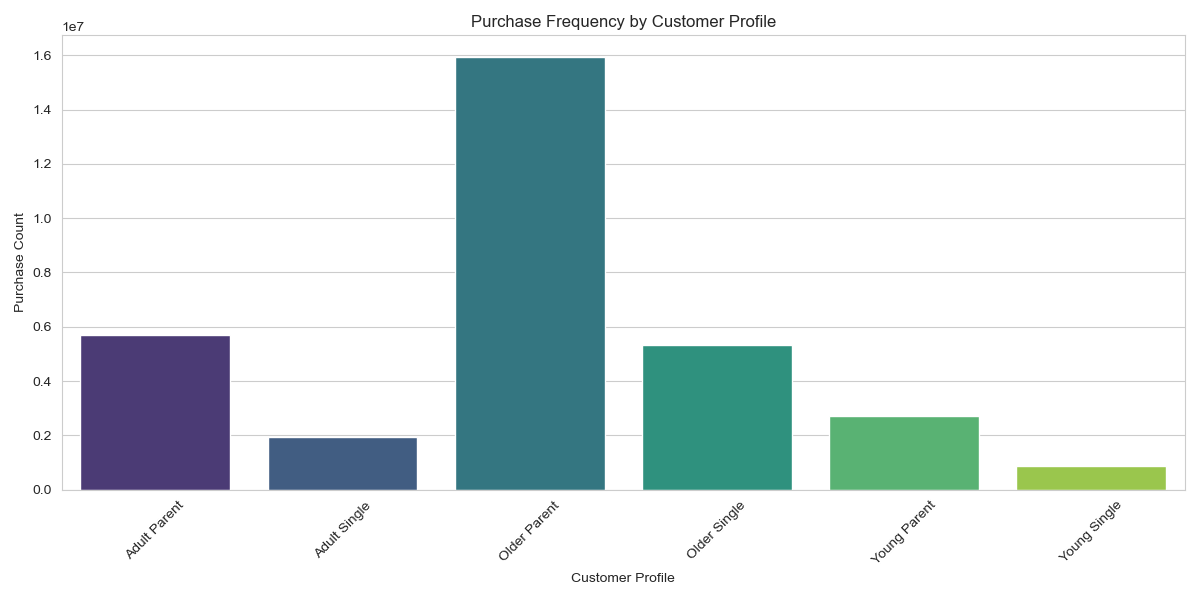 Purchase Frequency by Customer Profile
1e7
1.6
1.4
1.2
1.0
0.8
0.6
0.4
0.2
0.0
Purchase Count
Adult Parent
Adult Single
Older Parent
Older Single
Young Parent
Young Single
Customer Profile